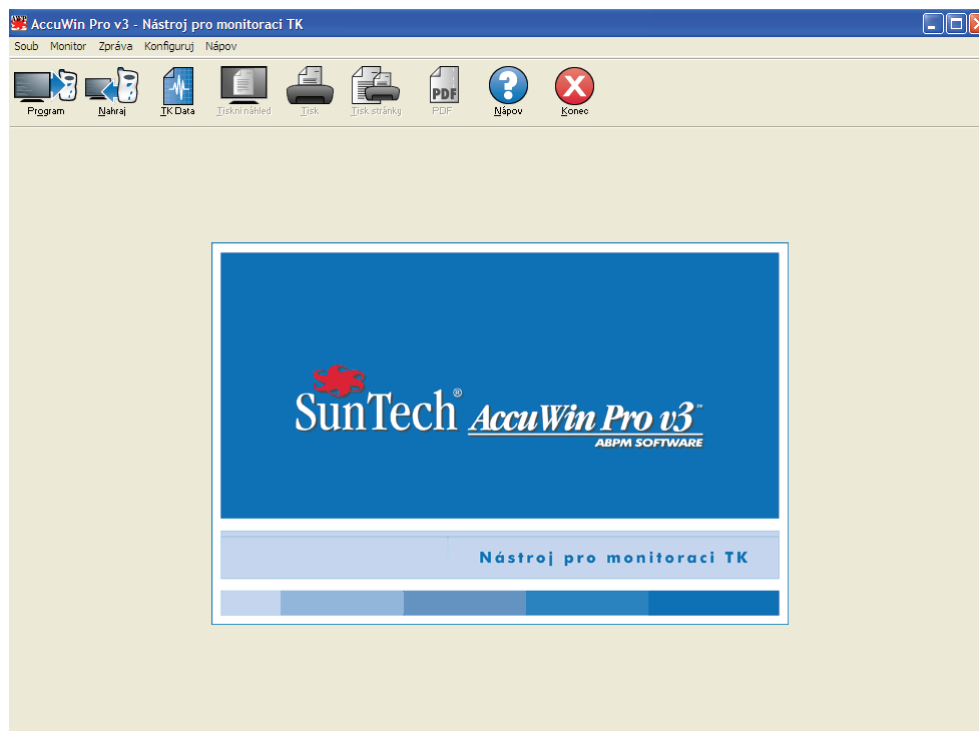 AccuWin Pro v3 - Nástroj pro monitoraci TK
Soub Monitor Zpráva Konfiguruj Nápov
PDF ?
Program Nahraj TK Data Tiskni náhled Tisk Tisk stránky PDF Nápov Konec
SunTech® AccuWin Pro v3™
ABPM SOFTWARE
Nástroj pro monitoraci TK